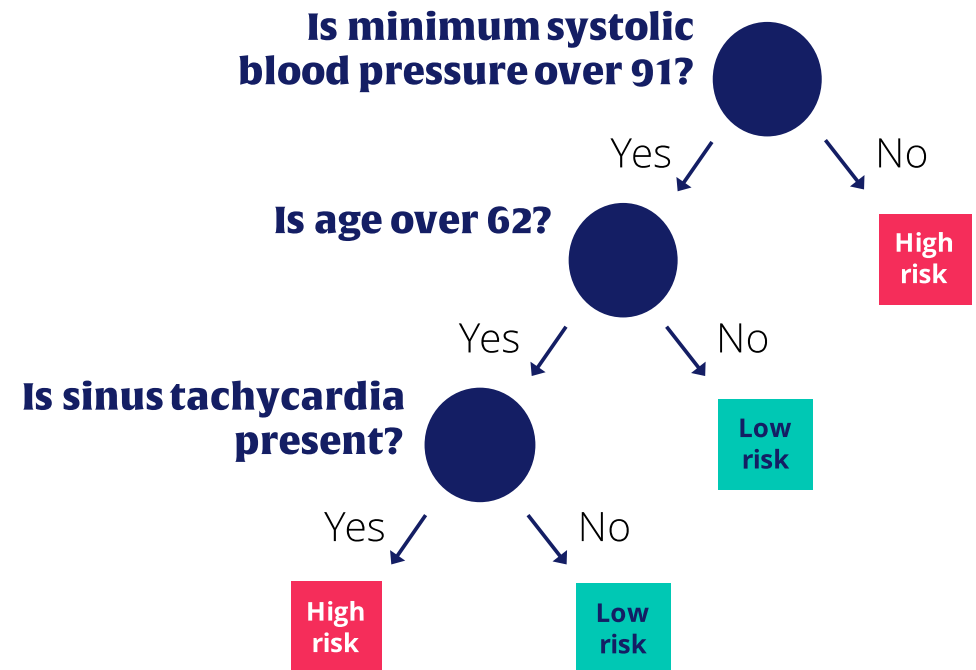 Is minimum systolic
blood pressure over 91?
Yes
No
Is age over 62?
High
risk
Yes
No
Is sinus tachycardia
present?
Low
risk
Yes
No
High
risk
Low
risk